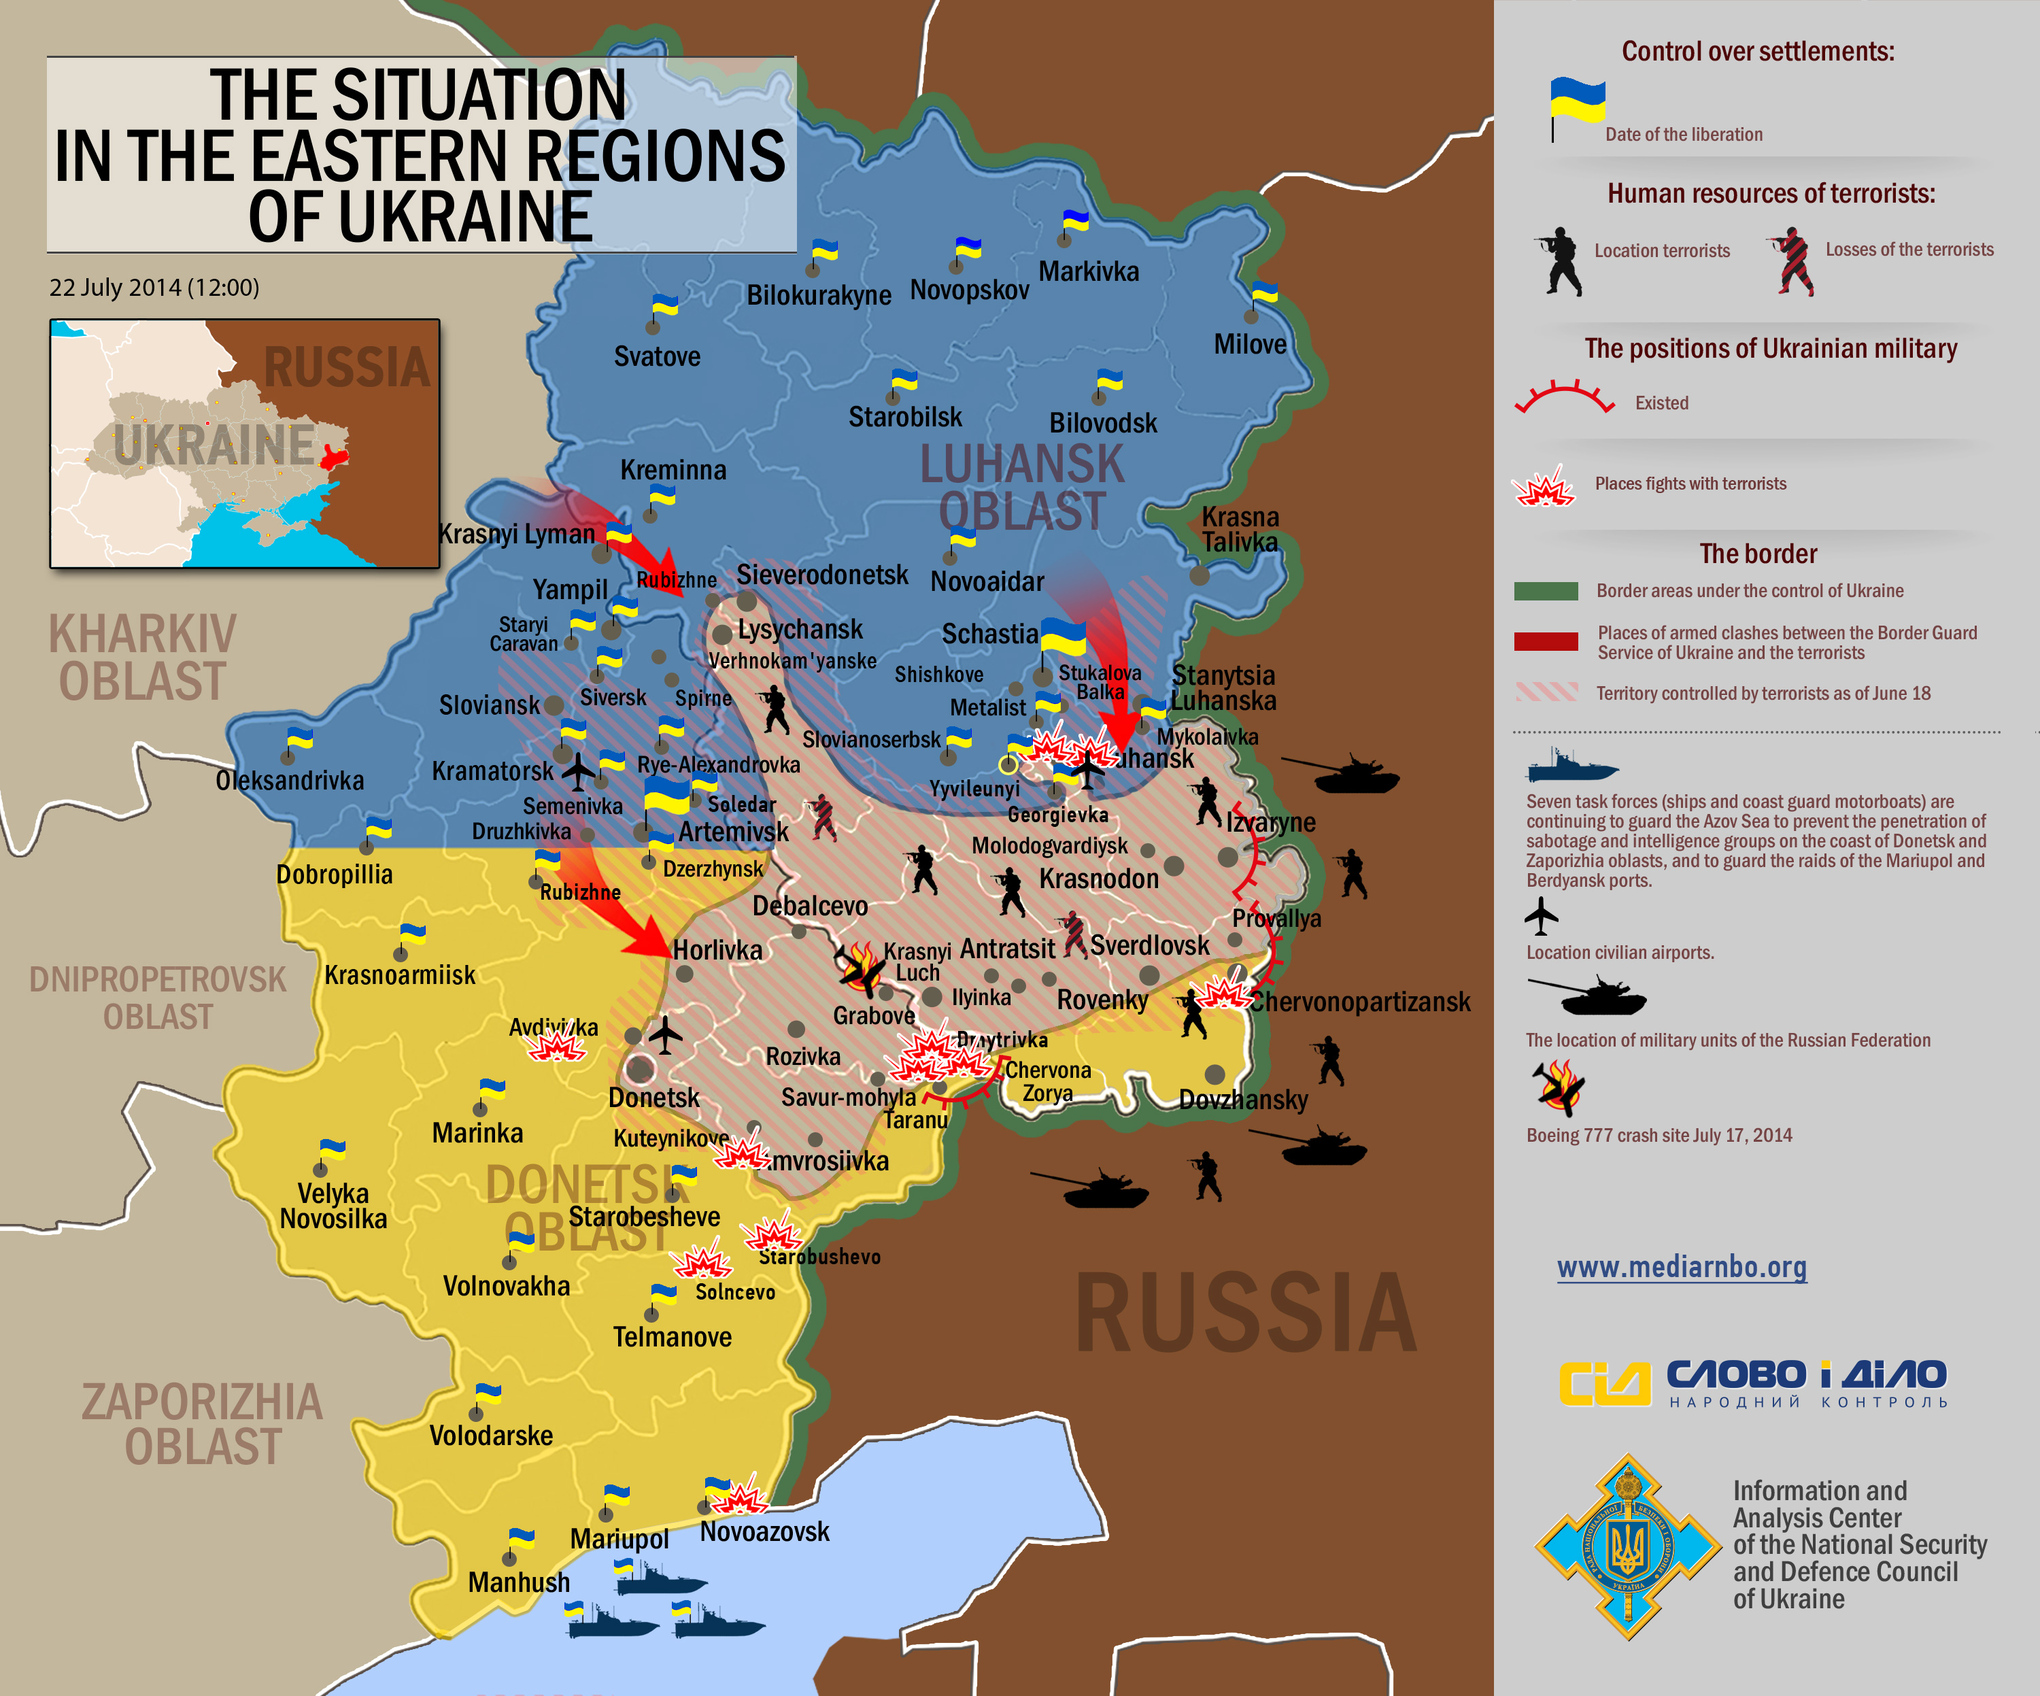 THE SITUATION
IN THE EASTERN REGIONS
OF UKRAINE
22 July 2014 (12:00)
RUSSIA
UKRAINE
KHARKIV
OBLAST
DNIPROPETROVSK
OBLAST
ZAPORIZHIA
OBLAST
LUHANSK
OBLAST
DONETSK
OBLAST
RUSSIA
Bilokurakyne
Novopskov
Markivka
Milove
Svatove
Starobilsk
Bilovodsk
Kreminna
Krasnyi Lyman
Krasna
Talivka
Yampil
Rubizhne
Sieverodonetsk
Novoaidar
Staryi
Caravan
Lysychansk
Schastia
Verhnokam'yanske
Shishkove
Stukalova
Balka
Stanytsia
Luhanska
Sloviansk
Siversk
Spirne
Metalist
Slovianoserbsk
Mykolaivka
Oleksandrivka
Kramatorsk
Rye-Alexandrovka
uhansk
Semenivka
Soledar
Yyvileunyi
Georgievka
Druzhkivka
Artemivsk
Izvaryne
Dobropillia
Dzerzhynsk
Molodogvardiysk
Rubizhne
Krasnodon
Debalcevo
Provallya
Krasnoarmiisk
Horlivka
Krasnyi
Luch
Antratsit
Sverdlovsk
Ilyinka
Rovenky
Chervonopartizansk
Grabove
Avdiivka
Rozivka
Dmytrivka
Chervona
Zorya
Donetsk
Savur-mohyla
Taranu
Dovzhansky
Marinka
Kuteynikove
Amvrosiivka
Velyka
Novosilka
Starobesheve
Starobushevo
Volnovakha
Solncevo
Telmanove
Volodarske
Mariupol
Novoazovsk
Manhush
Control over settlements:
Date of the liberation
Human resources of terrorists:
Location terrorists
Losses of the terrorists
The positions of Ukrainian military
Existed
Places fights with terrorists
The border
Border areas under the control of Ukraine
Places of armed clashes between the Border Guard
Service of Ukraine and the terrorists
Territory controlled by terrorists as of June 18
Seven task forces (ships and coast guard motorboats) are
continuing to guard the Azov Sea to prevent the penetration of
sabotage and intelligence groups on the coast of Donetsk and
Zaporizhia oblasts, and to guard the raids of the Mariupol and
Berdyansk ports.
Location civilian airports.
The location of military units of the Russian Federation
Boeing 777 crash site July 17, 2014
www.mediarnbo.org
СіД
СЛОВО і ДіЛО
НАРОДНИЙ КОНТРОЛЬ
Information and
Analysis Center
of the National Security
and Defence Council
of Ukraine
УКРАЇНА